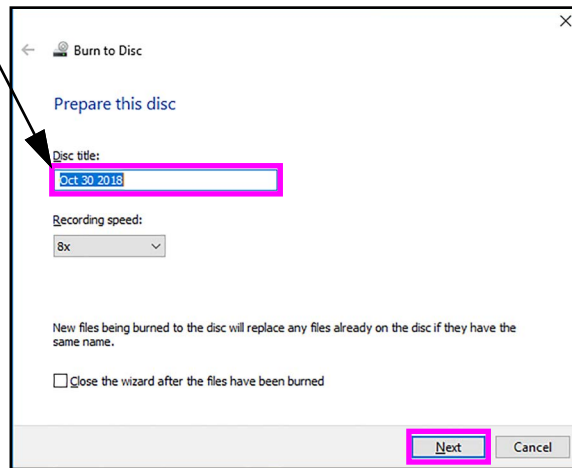 Burn to Disc
Prepare this disc
Disc title:
Oct 30 2018
Recording speed:
8x
New files being burned to the disc will replace any files already on the disc if they have the
same name.
Close the wizard after the files have been burned
Next Cancel